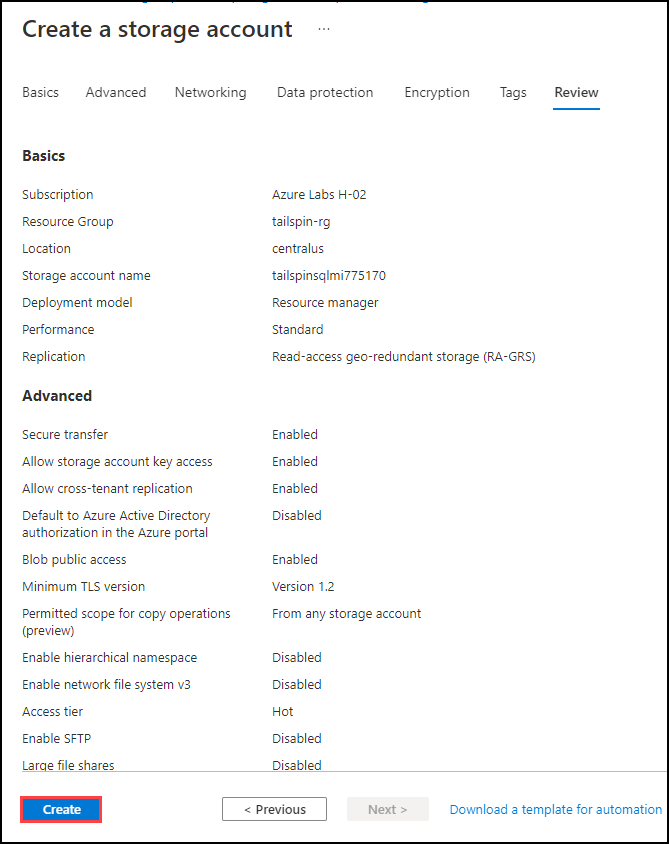 Create a storage account ...
Basics Advanced Networking Data protection Encryption Tags Review
Basics
Subscription Azure Labs H-02
Resource Group tailspin-rg
Location centralus
Storage account name tailspinsqlmi775170
Deployment model Resource manager
Performance Standard
Replication Read-access geo-redundant storage (RA-GRS)
Advanced
Secure transfer Enabled
Allow storage account key access Enabled
Allow cross-tenant replication Enabled
Default to Azure Active Directory Disabled
authorization in the Azure portal
Blob public access Enabled
Minimum TLS version Version 1.2
Permitted scope for copy operations From any storage account
(preview)
Enable hierarchical namespace Disabled
Enable network file system v3 Disabled
Access tier Hot
Enable SFTP Disabled
Large file shares Disabled
Create < Previous Next > Download a template for automation